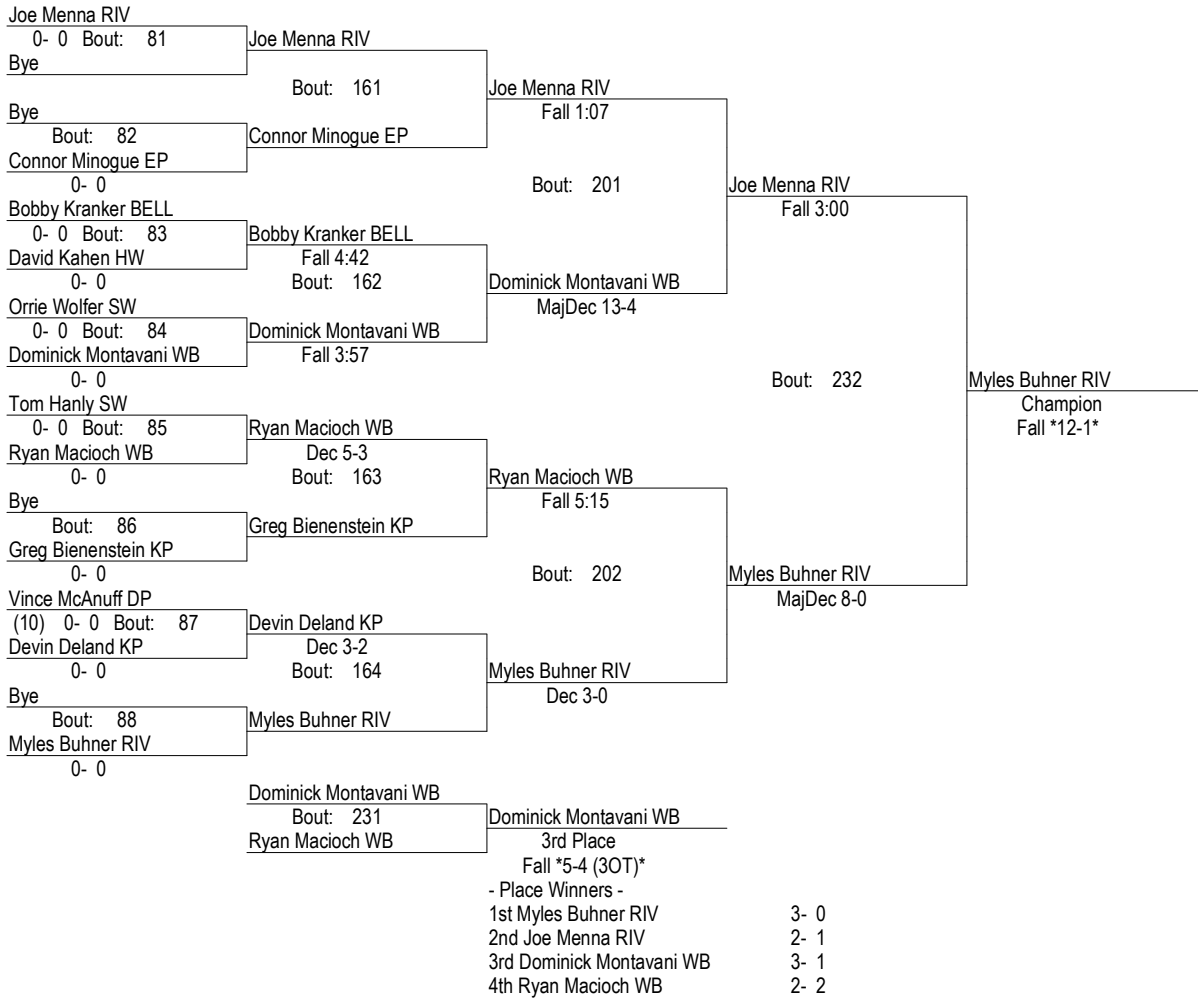 Joe Menna RIV
0- 0 Bout: 81 Joe Menna RIV
Bye
Bout: 161 Joe Menna RIV
Bye Fall 1:07
Bout: 82 Connor Minogue EP
Connor Minogue EP
0- 0 Bout: 201 Joe Menna RIV
Bobby Kranker BELL Fall 3:00
0- 0 Bout: 83 Bobby Kranker BELL
David Kahen HW Fall 4:42
0- 0 Bout: 162 Dominick Montavani WB
Orrie Wolfer SW MajDec 13-4
0- 0 Bout: 84 Dominick Montavani WB
Dominick Montavani WB Fall 3:57
0- 0 Bout: 232 Myles Buhner RIV
Tom Hanly SW Champion
0- 0 Bout: 85 Ryan Macioch WB Fall *12-1*
Ryan Macioch WB Dec 5-3
0- 0 Bout: 163 Ryan Macioch WB
Bye Fall 5:15
Bout: 86 Greg Bienenstein KP
Greg Bienenstein KP
0- 0 Bout: 202 Myles Buhner RIV
Vince McAnuff DP MajDec 8-0
(10) 0- 0 Bout: 87 Devin Deland KP
Devin Deland KP Dec 3-2
0- 0 Bout: 164 Myles Buhner RIV
Bye Dec 3-0
Bout: 88 Myles Buhner RIV
Myles Buhner RIV
0- 0
Dominick Montavani WB
Bout: 231 Dominick Montavani WB
Ryan Macioch WB 3rd Place
Fall *5-4 (3OT)*
- Place Winners -
1st Myles Buhner RIV 3- 0
2nd Joe Menna RIV 2- 1
3rd Dominick Montavani WB 3- 1
4th Ryan Macioch WB 2- 2